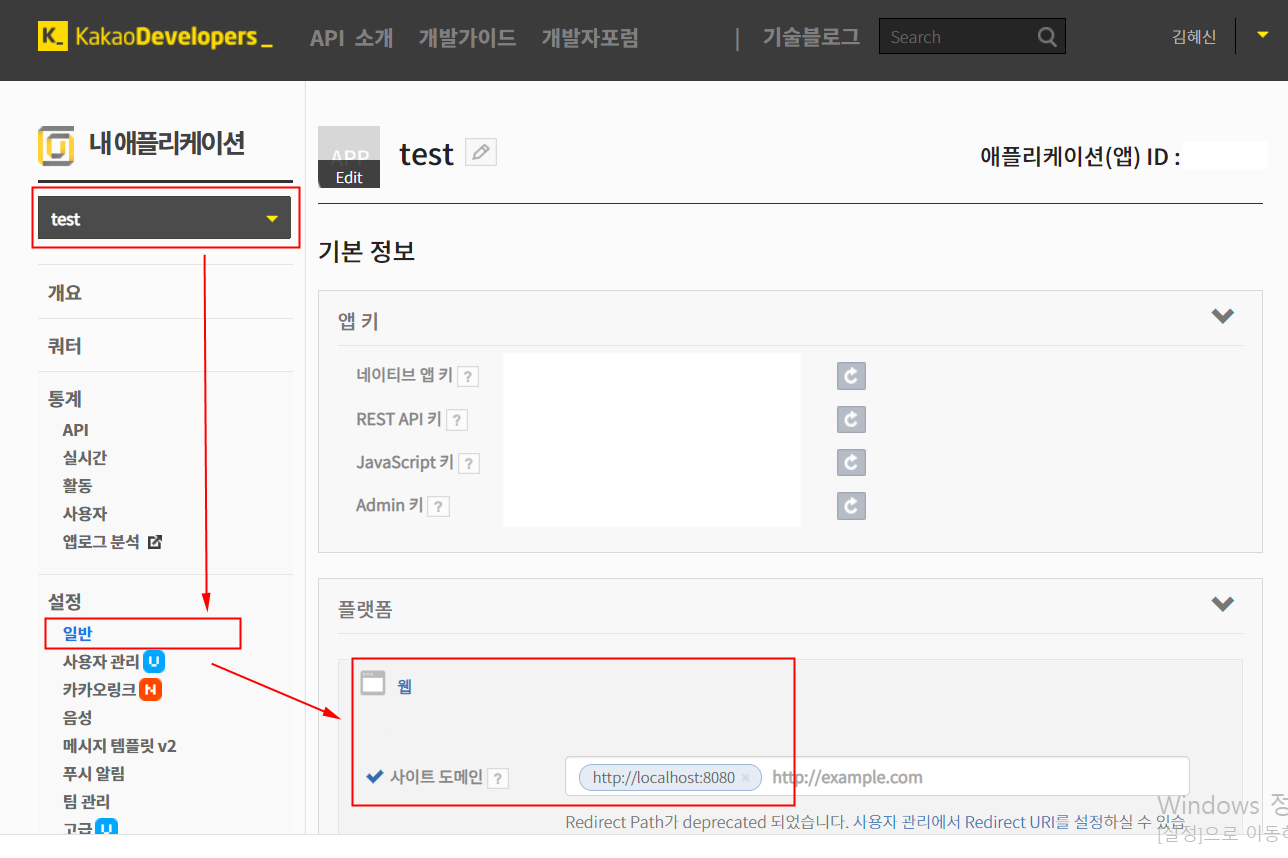 K_ KakaoDevelopers_ API 소개 개발가이드 개발자포럼 | 기술블로그 Search 김혜신
내 애플리케이션
APP
Edit
test
애플리케이션(앱) ID :
test
개요
쿼터
통계
API
실시간
활동
사용자
앱로그 분석
설정
일반
사용자 관리 U
카카오링크 N
음성
메시지 템플릿 v2
푸시 알림
팀 관리
고급 U
기본 정보
앱 키
네이티브 앱 키 ?
REST API 키 ?
JavaScript 키 ?
Admin 키 ?
플랫폼
웹
사이트 도메인 ? http://localhost:8080 × http://example.com
Redirect Path가 deprecated 되었습니다. 사용자 관리에서 Redirect URI를 설정하실 수 있습
Windows 정
[설정]으로 이동하